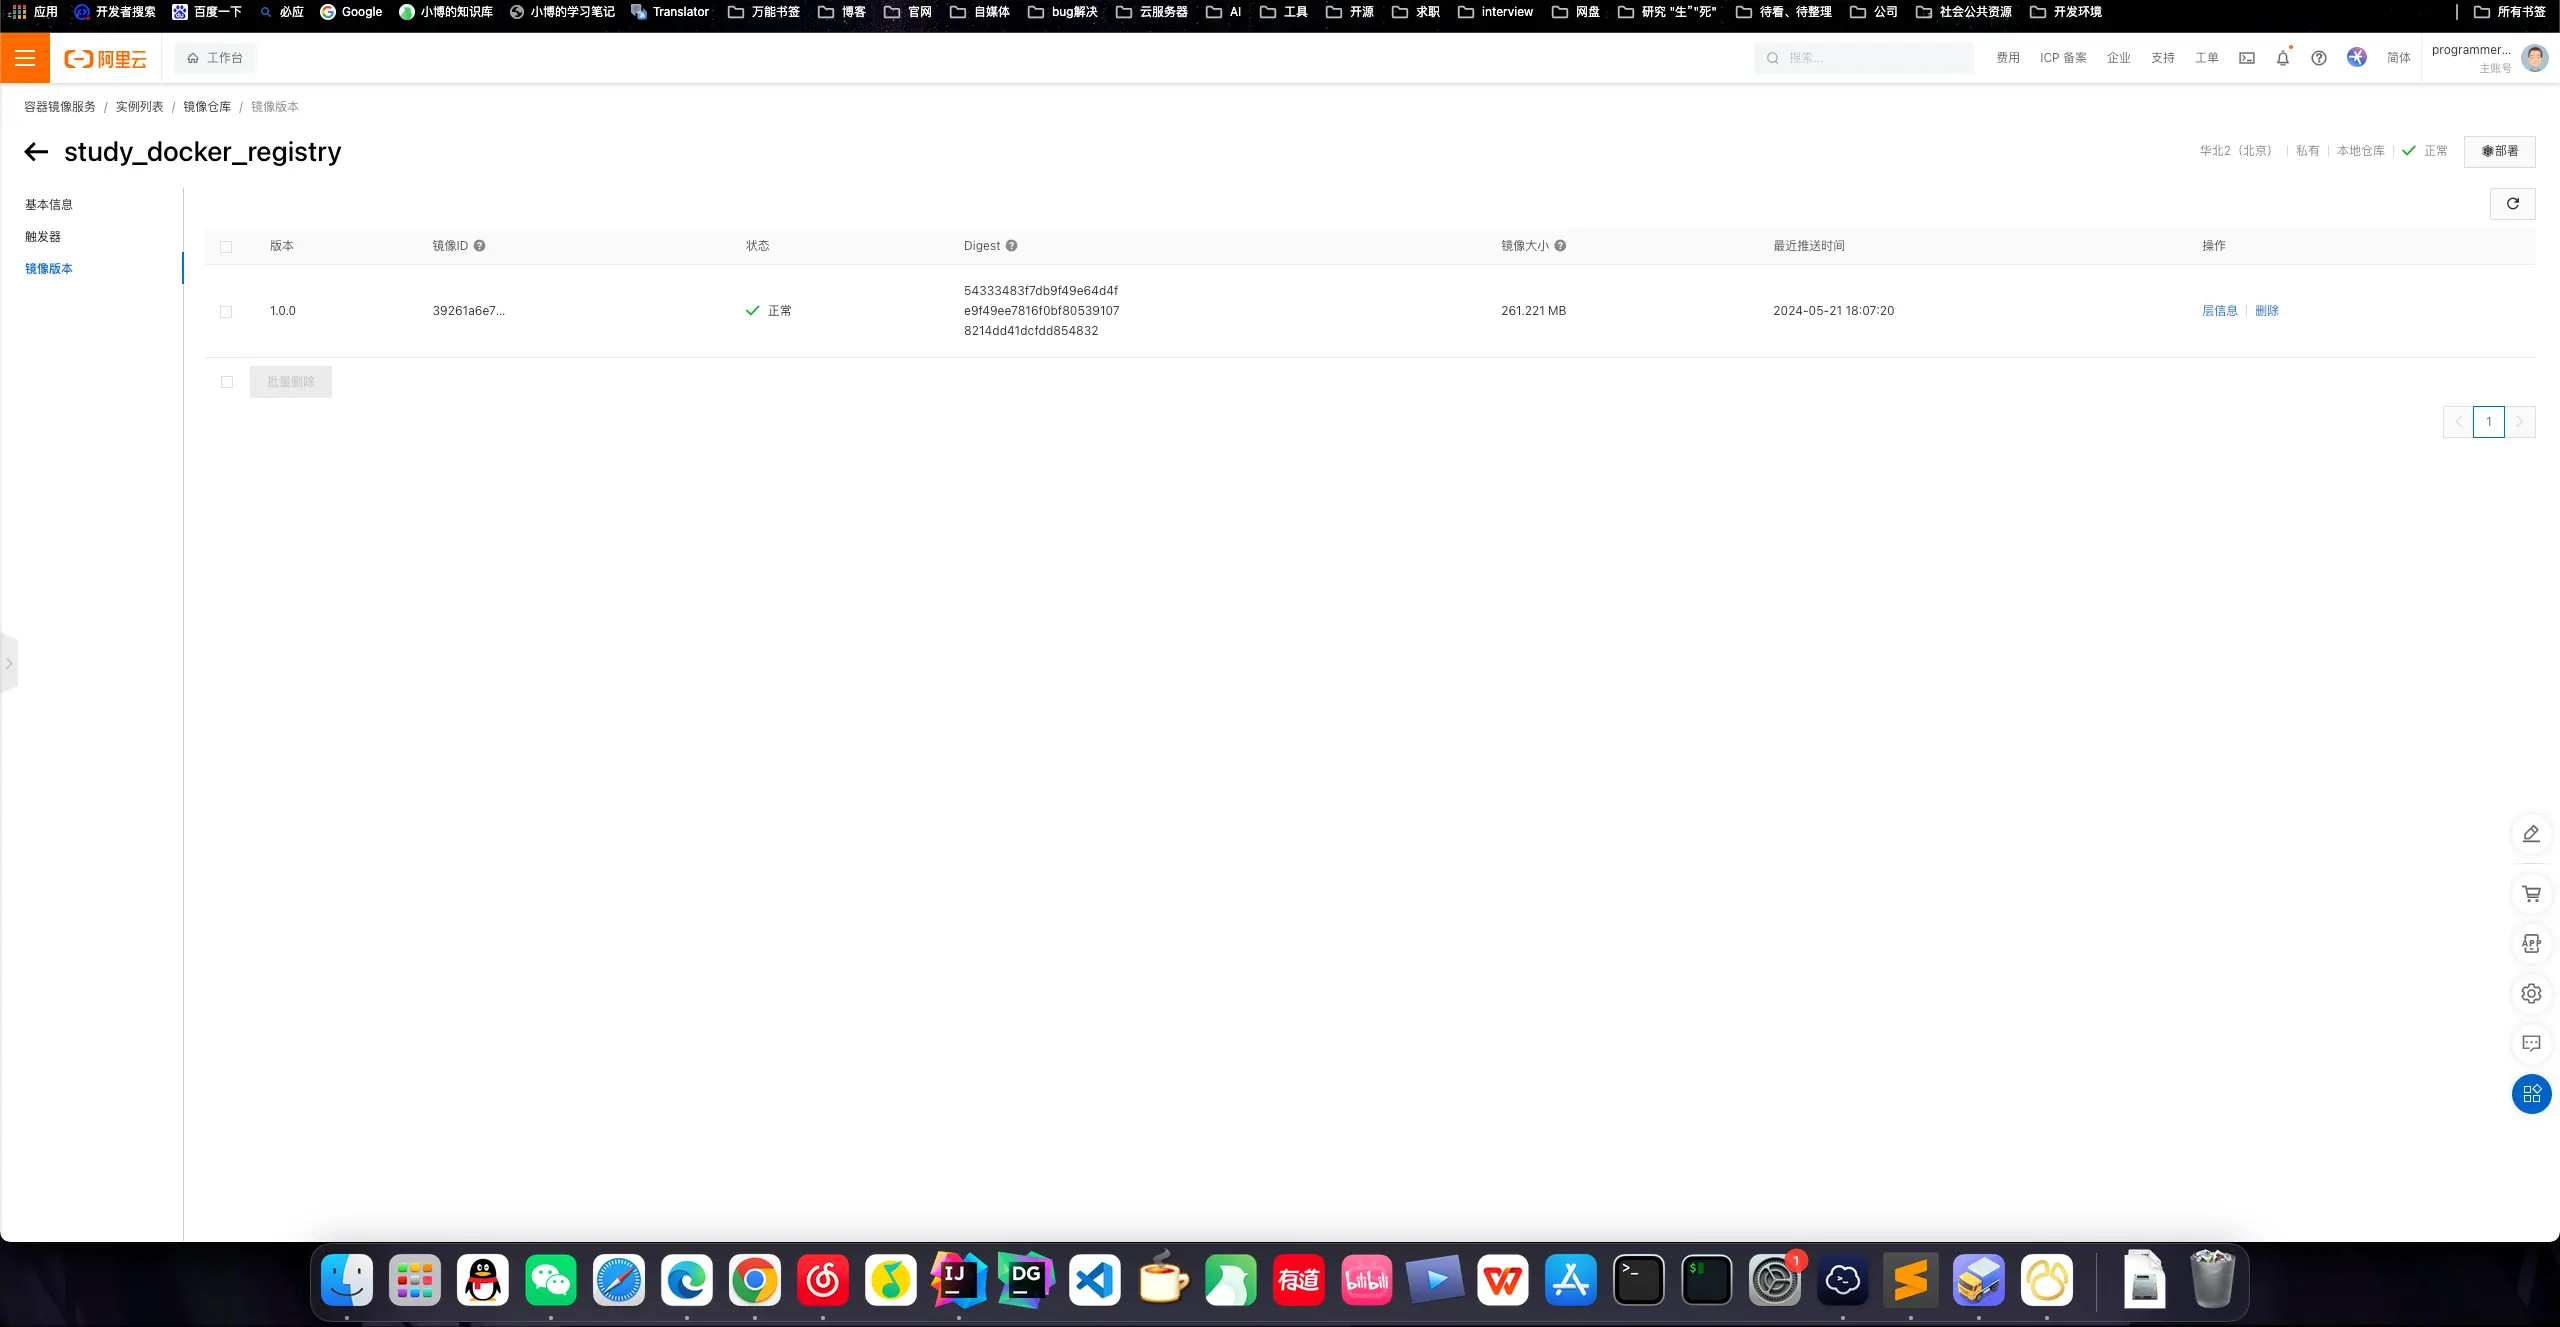 应用 开发者搜索 百度一下 必应 Google 小博的知识库 小博的学习笔记 Translator 万能书签 博客 官网 自媒体 bug解决 云服务器 AI 工具 开源 求职 interview 网盘 研究 "生""死" 待看、待整理 公司 社会公共资源 开发环境 所有书签
阿里云 工作台 搜索... 费用 ICP 备案 企业 支持 工单 简体 programmer...
主账号
容器镜像服务 / 实例列表 / 镜像仓库 / 镜像版本
study_docker_registry 华北2（北京） 私有 本地仓库 正常 部署
基本信息
触发器
镜像版本
版本 镜像ID 状态 Digest 镜像大小 最近推送时间 操作
1.0.0 39261a6e7... 正常 54333483f7db9f49e64d4f
e9f49ee7816f0bf80539107
8214dd41dcfdd854832 261.221 MB 2024-05-21 18:07:20 层信息 删除
批量删除
1
APP
IJ DG 有道 bilibili >_ $ 1